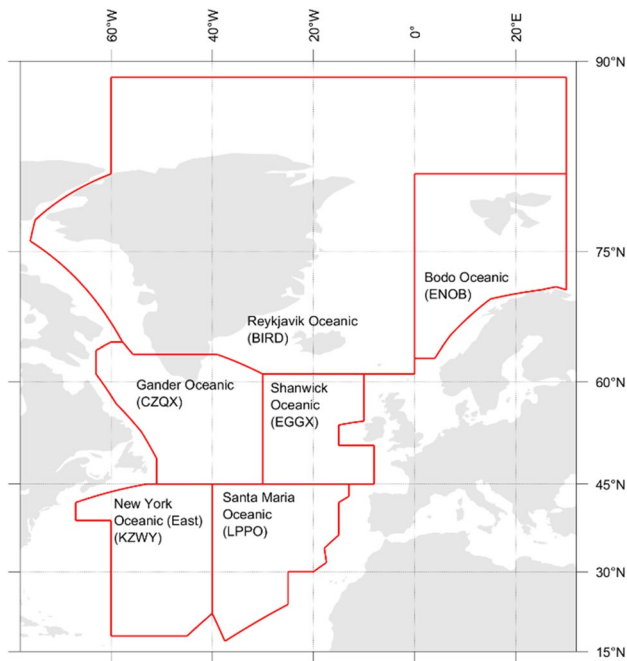 60°W
40°W
20°W
0°
20°E
90°N
75°N
Bodo Oceanic
(ENOB)
Reykjavik Oceanic
(BIRD)
60°N
Gander Oceanic
(CZQX)
Shanwick
Oceanic
(EGGX)
45°N
New York
Oceanic (East)
(KZWY)
Santa Maria
Oceanic
(LPPO)
30°N
15°N